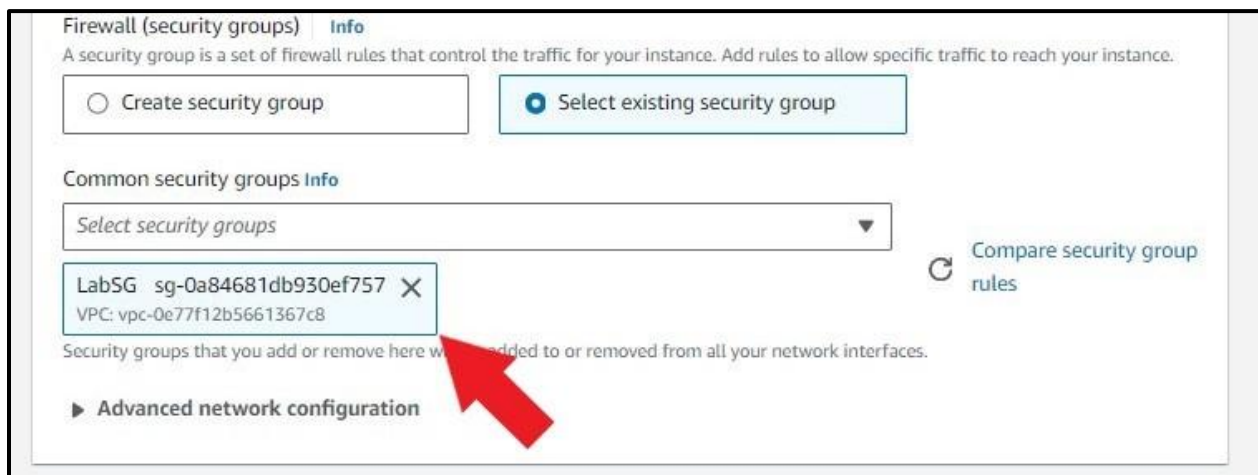 Firewall (security groups) Info
A security group is a set of firewall rules that control the traffic for your instance. Add rules to allow specific traffic to reach your instance.
Create security group
Select existing security group
Common security groups Info
Select security groups
Compare security group
rules
LabSG sg-0a84681db930ef757
VPC: vpc-0e77f12b5661367c8
Security groups that you add or remove here added to or removed from all your network interfaces.
Advanced network configuration